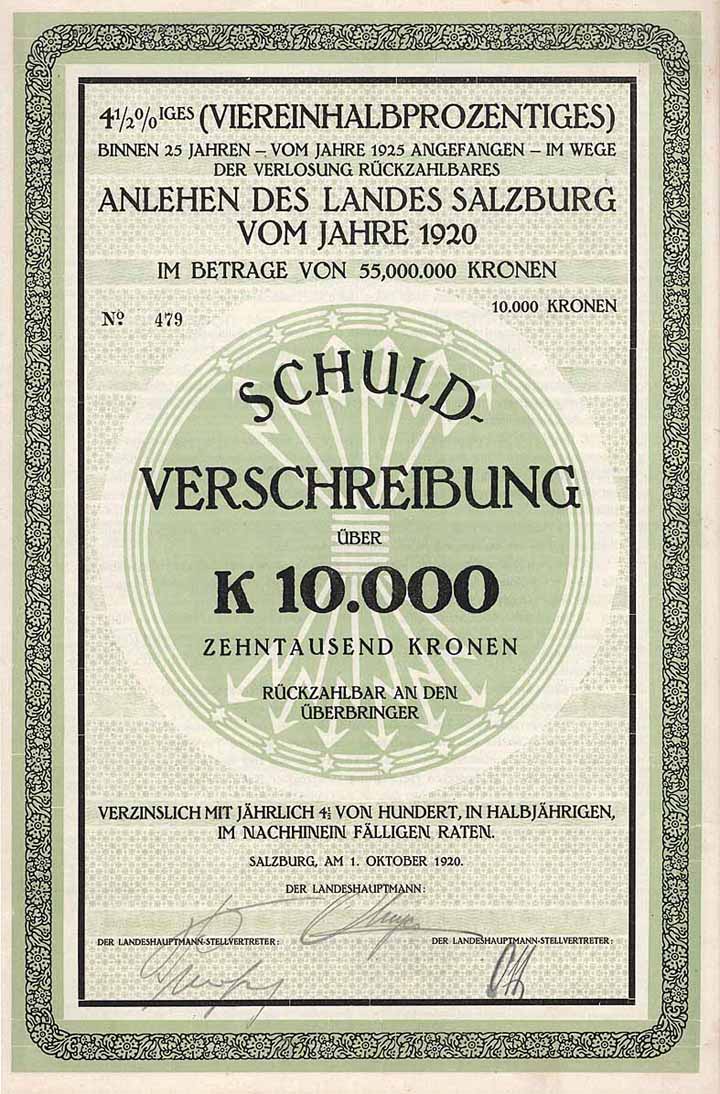 4½%IGES (VIEREINHALBPROZENTIGES)
BINNEN 25 JAHREN – VOM JAHRE 1925 ANGEFANGEN – IM WEGE
DER VERLOSUNG RÜCKZAHLBARES
ANLEHEN DES LANDES SALZBURG
VOM JAHRE 1920
IM BETRAGE VON 55,000.000 KRONEN
10.000 KRONEN
No. 479
SCHULD-
VERSCHREIBUNG
ÜBER
K 10.000
ZEHNTAUSEND KRONEN
RÜCKZAHLBAR AN DEN
ÜBERBRINGER
VERZINSLICH MIT JÄHRLICH 4½ VON HUNDERT, IN HALBJÄHRIGEN,
IM NACHHINEIN FÄLLIGEN RATEN.
SALZBURG, AM 1. OKTOBER 1920.
DER LANDESHAUPTMANN:
DER LANDESHAUPTMANN-STELLVERTRETER: DER LANDESHAUPTMANN-STELLVERTRETER: